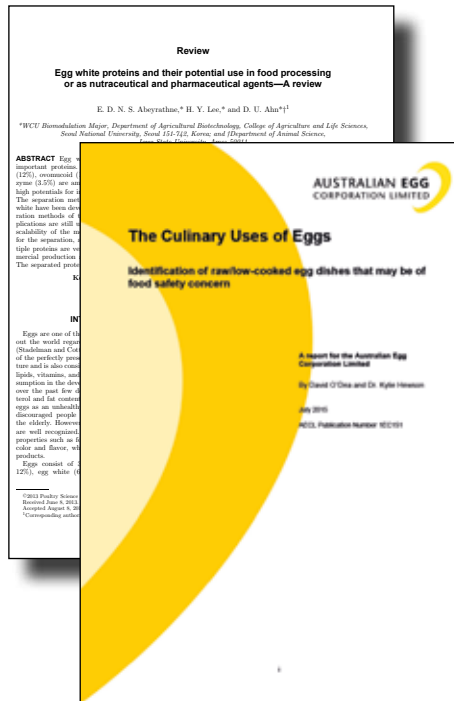 Review
Egg white proteins and their potential use in food processing
or as nutraceutical and pharmaceutical agents—A review
E. D. N. S. Abeyrathne,* H. Y. Lee,* and D. U. Ahn*†¹
*WCU Biomodulation Major, Department of Agricultural Biotechnology, College of Agriculture and Life Sciences,
Seoul National University, Seoul 151-742, Korea; and †Department of Animal Science,
ABSTRACT Egg w
important proteins.
(12%), ovomucoid (
zyme (3.5%) are am
high potentials for i
The separation met
white have been deve
ration methods of t
plications are still u
scalability of the m
for the separation,
tiple proteins are ve
mercial production
The separated prote
K
INT
Eggs are one of th
out the world regar
(Stadelman and Cott
of the perfectly prese
ture and is also consi
lipids, vitamins, and
sumption in the deve
over the past few d
terol and fat content
eggs as an unhealth
discouraged people
the elderly. However
are well recognized.
properties such as fo
color and flavor, wh
products.
Eggs consist of
12%), egg white (6
©2013 Poultry Science
Received June 8, 2013.
Accepted August 8, 201
¹Corresponding author
AUSTRALIAN EGG
CORPORATION LIMITED
The Culinary Uses of Eggs
Identification of raw/low-cooked egg dishes that may be of
food safety concern
A report for the Australian Egg
Corporation Limited
By David O'Dea and Dr. Kylie Hewson
July 2015
AECL Publication Number 1EC151